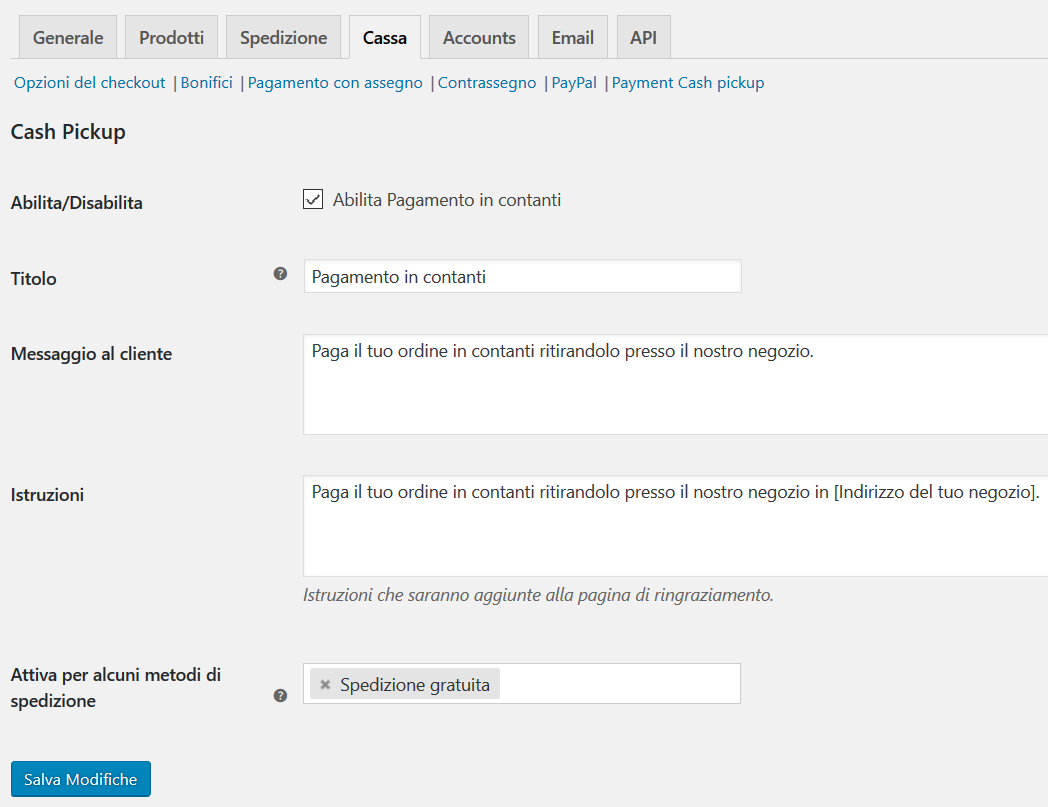 Generale Prodotti Spedizione Cassa Accounts Email API
Opzioni del checkout | Bonifici | Pagamento con assegno | Contrassegno | PayPal | Payment Cash pickup
Cash Pickup
Abilita/Disabilita Abilita Pagamento in contanti
Titolo ? Pagamento in contanti
Messaggio al cliente Paga il tuo ordine in contanti ritirandolo presso il nostro negozio.
Istruzioni Paga il tuo ordine in contanti ritirandolo presso il nostro negozio in [Indirizzo del tuo negozio].
Istruzioni che saranno aggiunte alla pagina di ringraziamento.
Attiva per alcuni metodi di
spedizione ? × Spedizione gratuita
Salva Modifiche